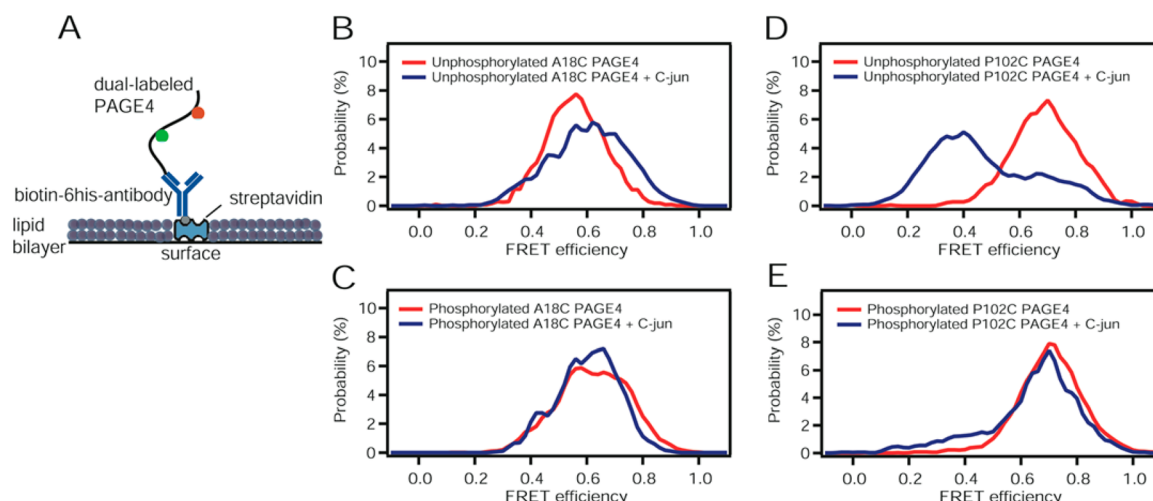 A
dual-labeled
PAGE4
biotin-6his-antibody
streptavidin
lipid
bilayer
surface
B
Unphosphorylated A18C PAGE4
Unphosphorylated A18C PAGE4 + C-jun
Probability (%)
10
8
6
4
2
0
0.0 0.2 0.4 0.6 0.8 1.0
FRET efficiency
C
Phosphorylated A18C PAGE4
Phosphorylated A18C PAGE4 + C-jun
Probability (%)
10
8
6
4
2
0
0.0 0.2 0.4 0.6 0.8 1.0
FRET efficiency
D
Unphosphorylated P102C PAGE4
Unphosphorylated P102C PAGE4 + C-jun
Probability (%)
10
8
6
4
2
0
0.0 0.2 0.4 0.6 0.8 1.0
FRET efficiency
E
Phosphorylated P102C PAGE4
Phosphorylated P102C PAGE4 + C-jun
Probability (%)
10
8
6
4
2
0
0.0 0.2 0.4 0.6 0.8 1.0
FRET efficiency